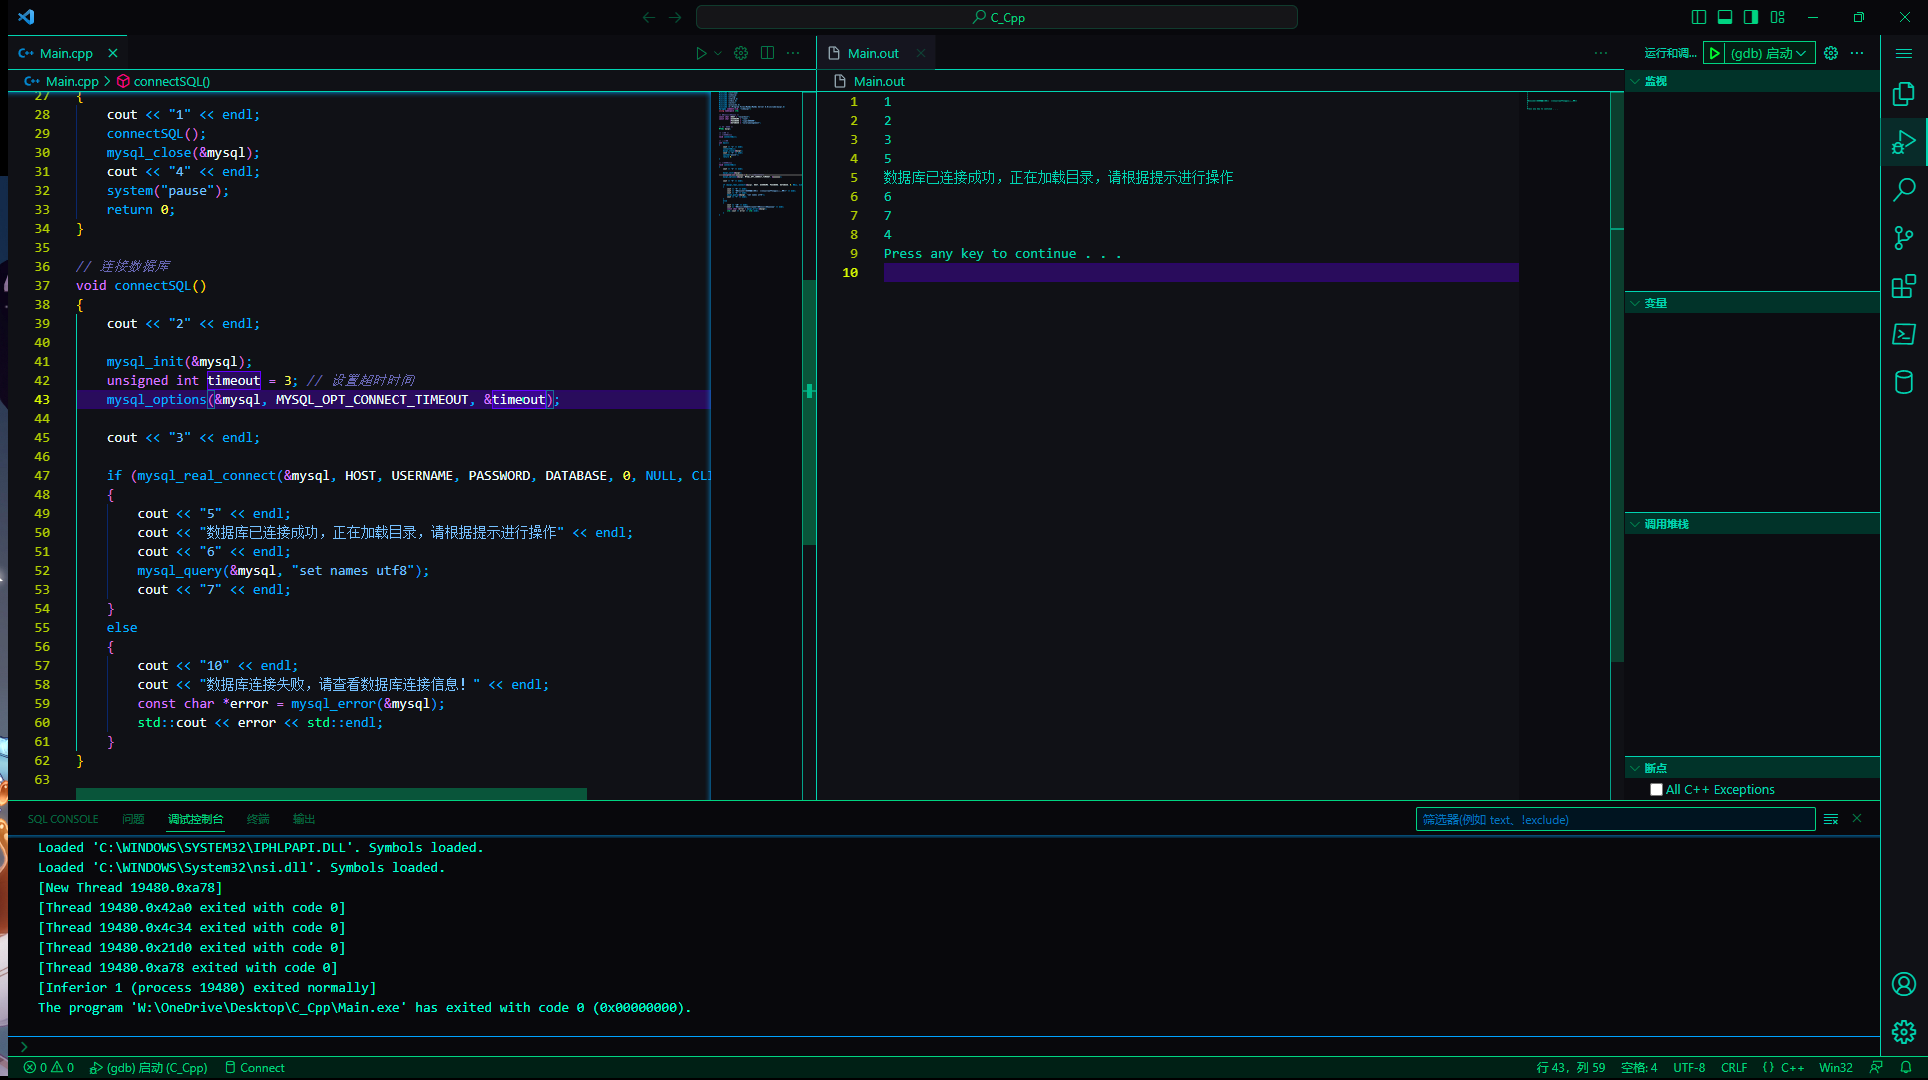 C_Cpp
Main.cpp
Main.cpp > connectSQL()
27 {
28 cout << "1" << endl;
29 connectSQL();
30 mysql_close(&mysql);
31 cout << "4" << endl;
32 system("pause");
33 return 0;
34 }
35
36 // 连接数据库
37 void connectSQL()
38 {
39 cout << "2" << endl;
40
41 mysql_init(&mysql);
42 unsigned int timeout = 3; // 设置超时时间
43 mysql_options(&mysql, MYSQL_OPT_CONNECT_TIMEOUT, &timeout);
44
45 cout << "3" << endl;
46
47 if (mysql_real_connect(&mysql, HOST, USERNAME, PASSWORD, DATABASE, 0, NULL, CLI
48 {
49 cout << "5" << endl;
50 cout << "数据库已连接成功，正在加载目录，请根据提示进行操作" << endl;
51 cout << "6" << endl;
52 mysql_query(&mysql, "set names utf8");
53 cout << "7" << endl;
54 }
55 else
56 {
57 cout << "10" << endl;
58 cout << "数据库连接失败，请查看数据库连接信息！" << endl;
59 const char *error = mysql_error(&mysql);
60 std::cout << error << std::endl;
61 }
62 }
63
Main.out
Main.out
1 1
2 2
3 3
4 5
5 数据库已连接成功，正在加载目录，请根据提示进行操作
6 6
7 7
8 4
9 Press any key to continue . . .
10
运行和调... (gdb) 启动
监视
变量
调用堆栈
断点
All C++ Exceptions
SQL CONSOLE 问题 调试控制台 终端 输出
筛选器(例如 text、!exclude)
Loaded 'C:\WINDOWS\SYSTEM32\IPHLPAPI.DLL'. Symbols loaded.
Loaded 'C:\WINDOWS\System32\nsi.dll'. Symbols loaded.
[New Thread 19480.0xa78]
[Thread 19480.0x42a0 exited with code 0]
[Thread 19480.0x4c34 exited with code 0]
[Thread 19480.0x21d0 exited with code 0]
[Thread 19480.0xa78 exited with code 0]
[Inferior 1 (process 19480) exited normally]
The program 'W:\OneDrive\Desktop\C_Cpp\Main.exe' has exited with code 0 (0x00000000).
0 0 (gdb) 启动 (C_Cpp) Connect
行 43，列 59 空格: 4 UTF-8 CRLF {} C++ Win32